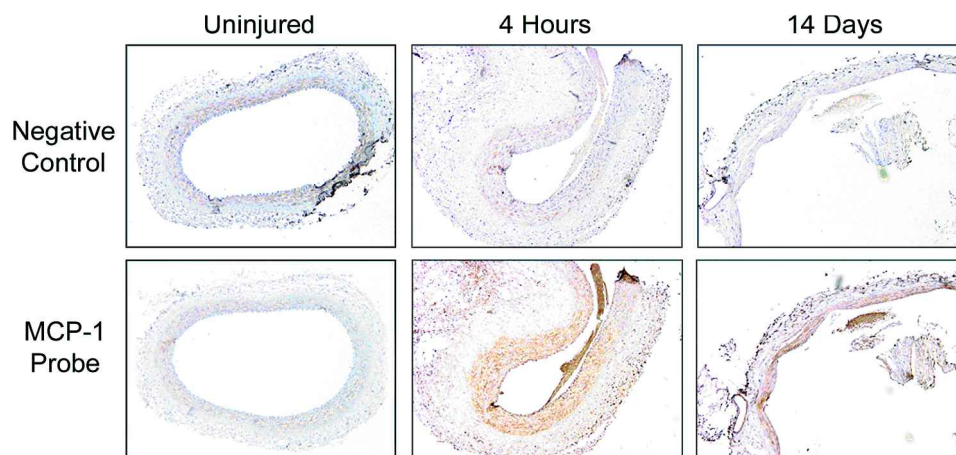 Uninjured
4 Hours
14 Days
Negative
Control
MCP-1
Probe